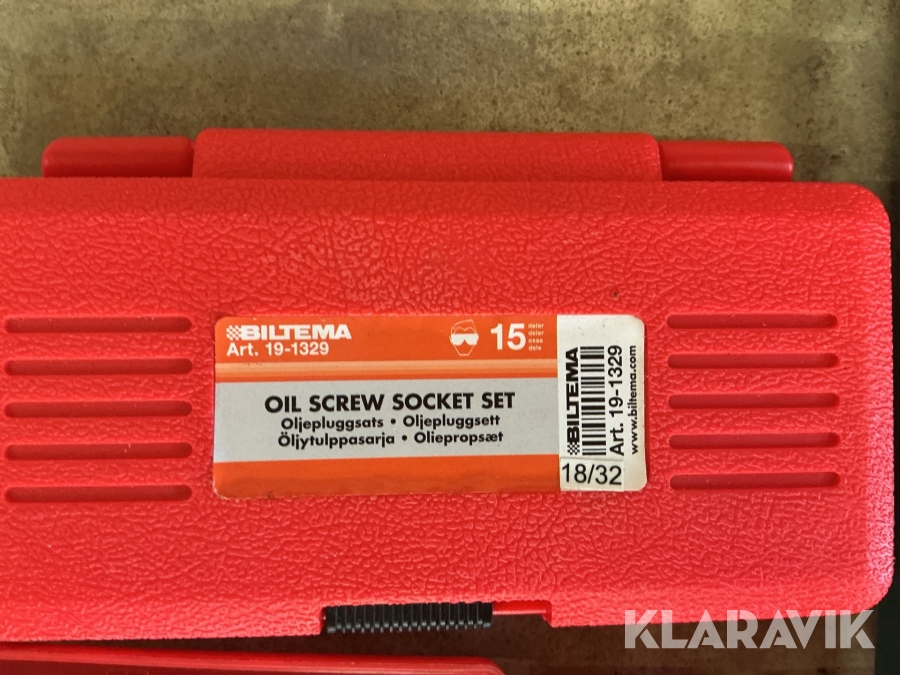 BILTEMA
Art. 19-1329
15
delar
deler
osaa
dele
OIL SCREW SOCKET SET
Oljepluggsats • Oljepluggsett
Öljytulppasarja • Oliepropsæt
BILTEMA
Art. 19-1329
www.biltema.com
18/32
KLARAVIK